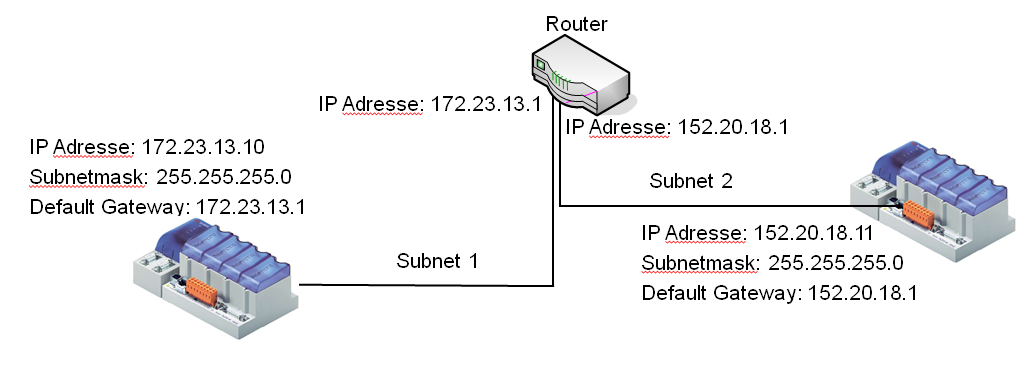 Router
IP Adresse: 172.23.13.1
IP Adresse: 152.20.18.1
IP Adresse: 172.23.13.10
Subnetmask: 255.255.255.0
Default Gateway: 172.23.13.1
Subnet 2
IP Adresse: 152.20.18.11
Subnetmask: 255.255.255.0
Default Gateway: 152.20.18.1
Subnet 1